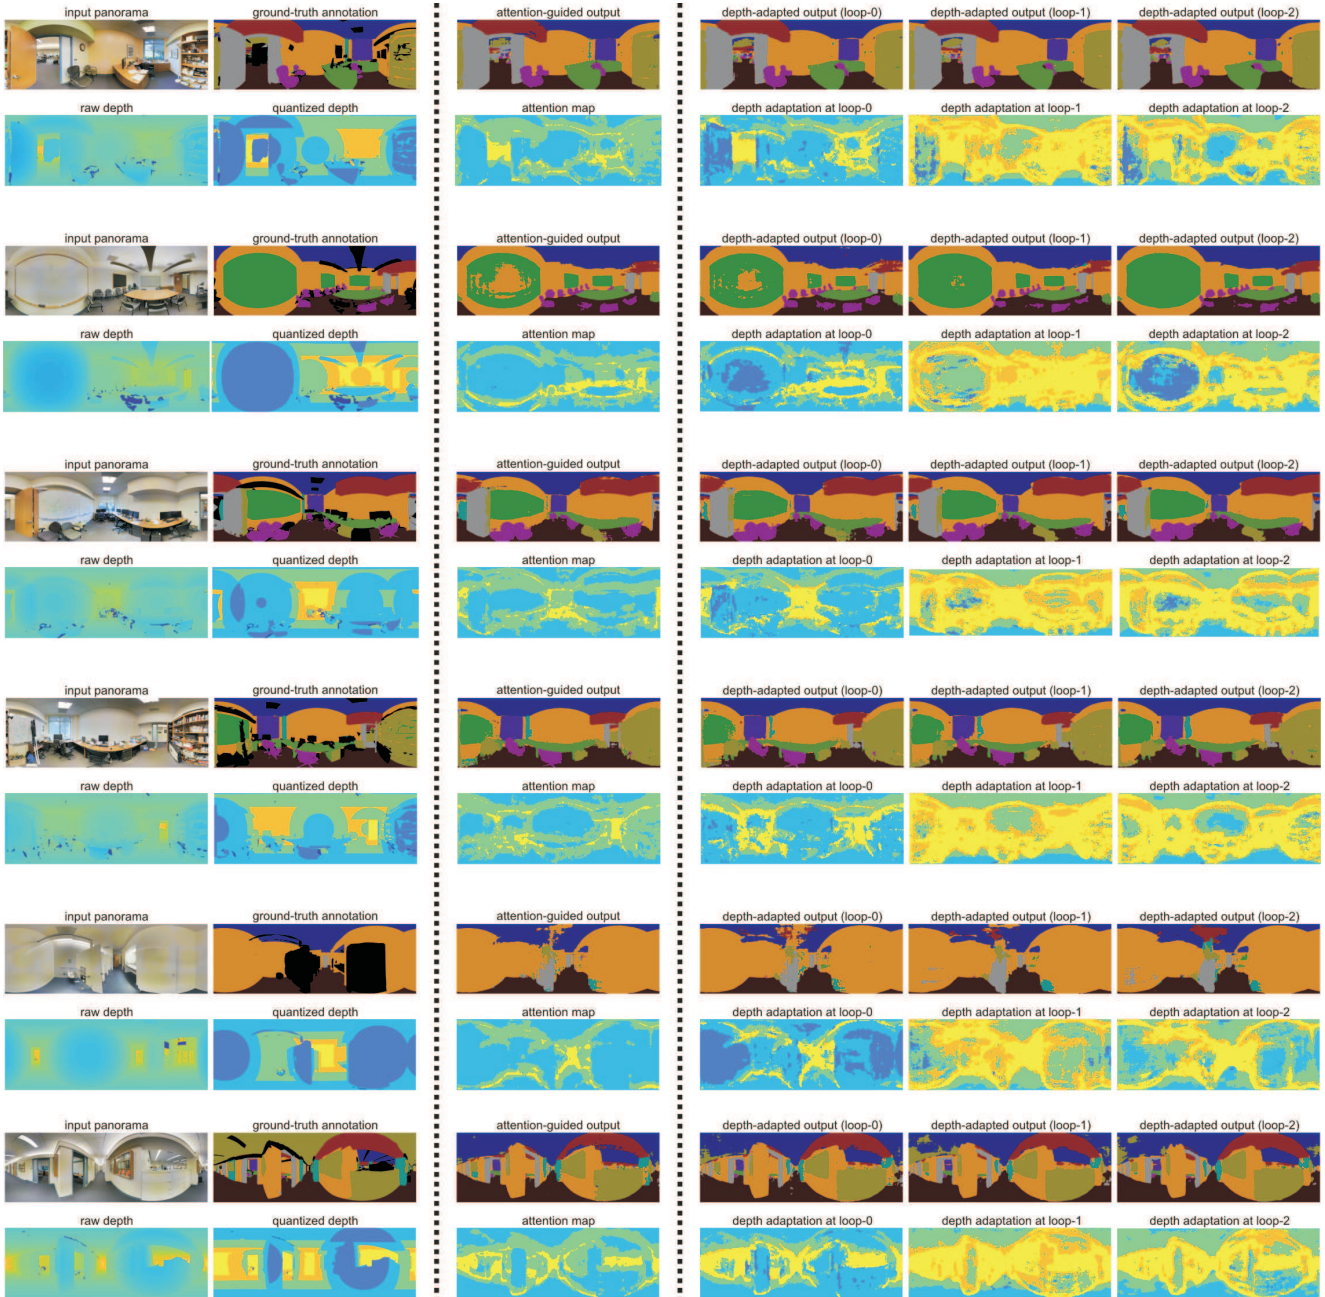 input panorama ground-truth annotation attention-guided output depth-adapted output (loop-0) depth-adapted output (loop-1) depth-adapted output (loop-2)
raw depth quantized depth attention map depth adaptation at loop-0 depth adaptation at loop-1 depth adaptation at loop-2
input panorama ground-truth annotation attention-guided output depth-adapted output (loop-0) depth-adapted output (loop-1) depth-adapted output (loop-2)
raw depth quantized depth attention map depth adaptation at loop-0 depth adaptation at loop-1 depth adaptation at loop-2
input panorama ground-truth annotation attention-guided output depth-adapted output (loop-0) depth-adapted output (loop-1) depth-adapted output (loop-2)
raw depth quantized depth attention map depth adaptation at loop-0 depth adaptation at loop-1 depth adaptation at loop-2
input panorama ground-truth annotation attention-guided output depth-adapted output (loop-0) depth-adapted output (loop-1) depth-adapted output (loop-2)
raw depth quantized depth attention map depth adaptation at loop-0 depth adaptation at loop-1 depth adaptation at loop-2
input panorama ground-truth annotation attention-guided output depth-adapted output (loop-0) depth-adapted output (loop-1) depth-adapted output (loop-2)
raw depth quantized depth attention map depth adaptation at loop-0 depth adaptation at loop-1 depth adaptation at loop-2
input panorama ground-truth annotation attention-guided output depth-adapted output (loop-0) depth-adapted output (loop-1) depth-adapted output (loop-2)
raw depth quantized depth attention map depth adaptation at loop-0 depth adaptation at loop-1 depth adaptation at loop-2